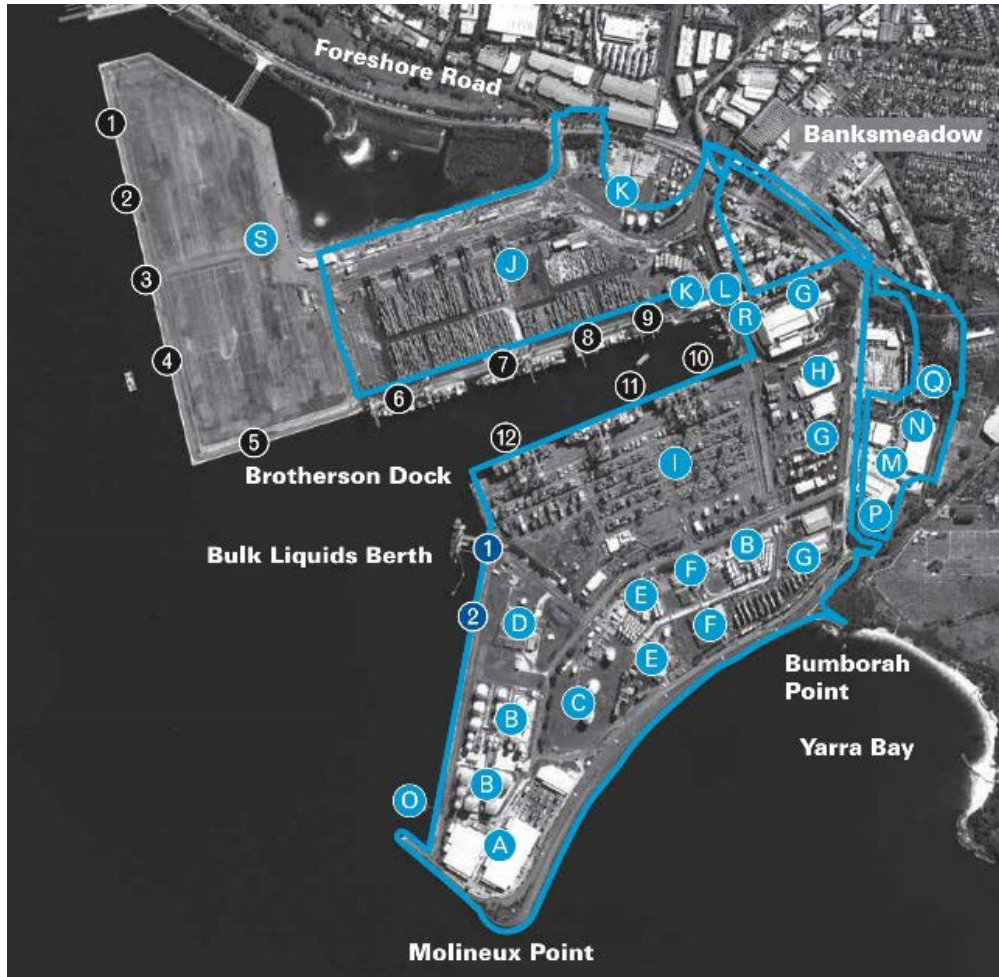 Foreshore Road
1
Banksmeadow
2
K
S
J
3
K
L
G
R
9
8
4
7
10
H
6
11
Q
12
G
N
5
I
M
Brotherson Dock
P
Bulk Liquids Berth
1
B
G
F
E
2
D
F
E
Bumborah
Point
C
B
Yarra Bay
B
O
A
Molineux Point